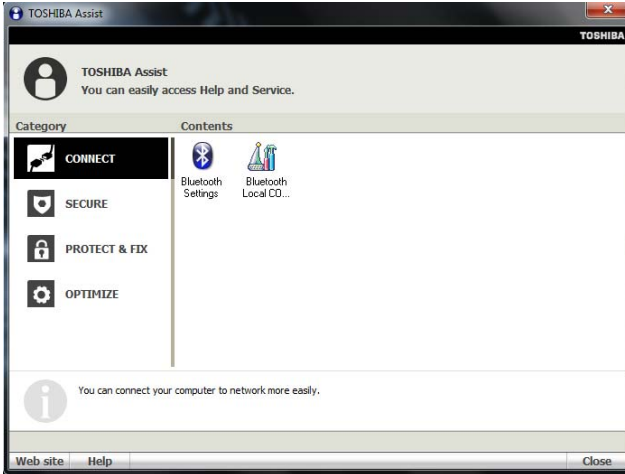 TOSHIBA Assist
TOSHIBA
TOSHIBA Assist
You can easily access Help and Service.
Category
Contents
CONNECT
SECURE
PROTECT & FIX
OPTIMIZE
Bluetooth
Settings
Bluetooth
Local CO...
You can connect your computer to network more easily.
Web site
Help
Close